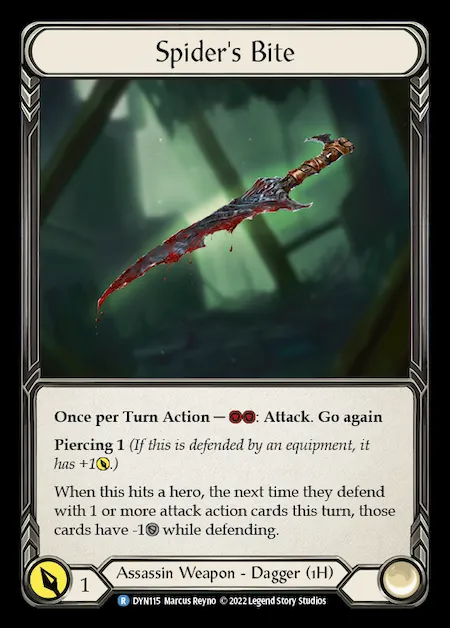 Spider's Bite
Once per Turn Action — : Attack. Go again
Piercing 1 (If this is defended by an equipment, it
has +1.)
When this hits a hero, the next time they defend
with 1 or more attack action cards this turn, those
cards have -1 while defending.
1
Assassin Weapon - Dagger (1H)
R DYN115 Marcus Reyno © 2022 Legend Story Studios